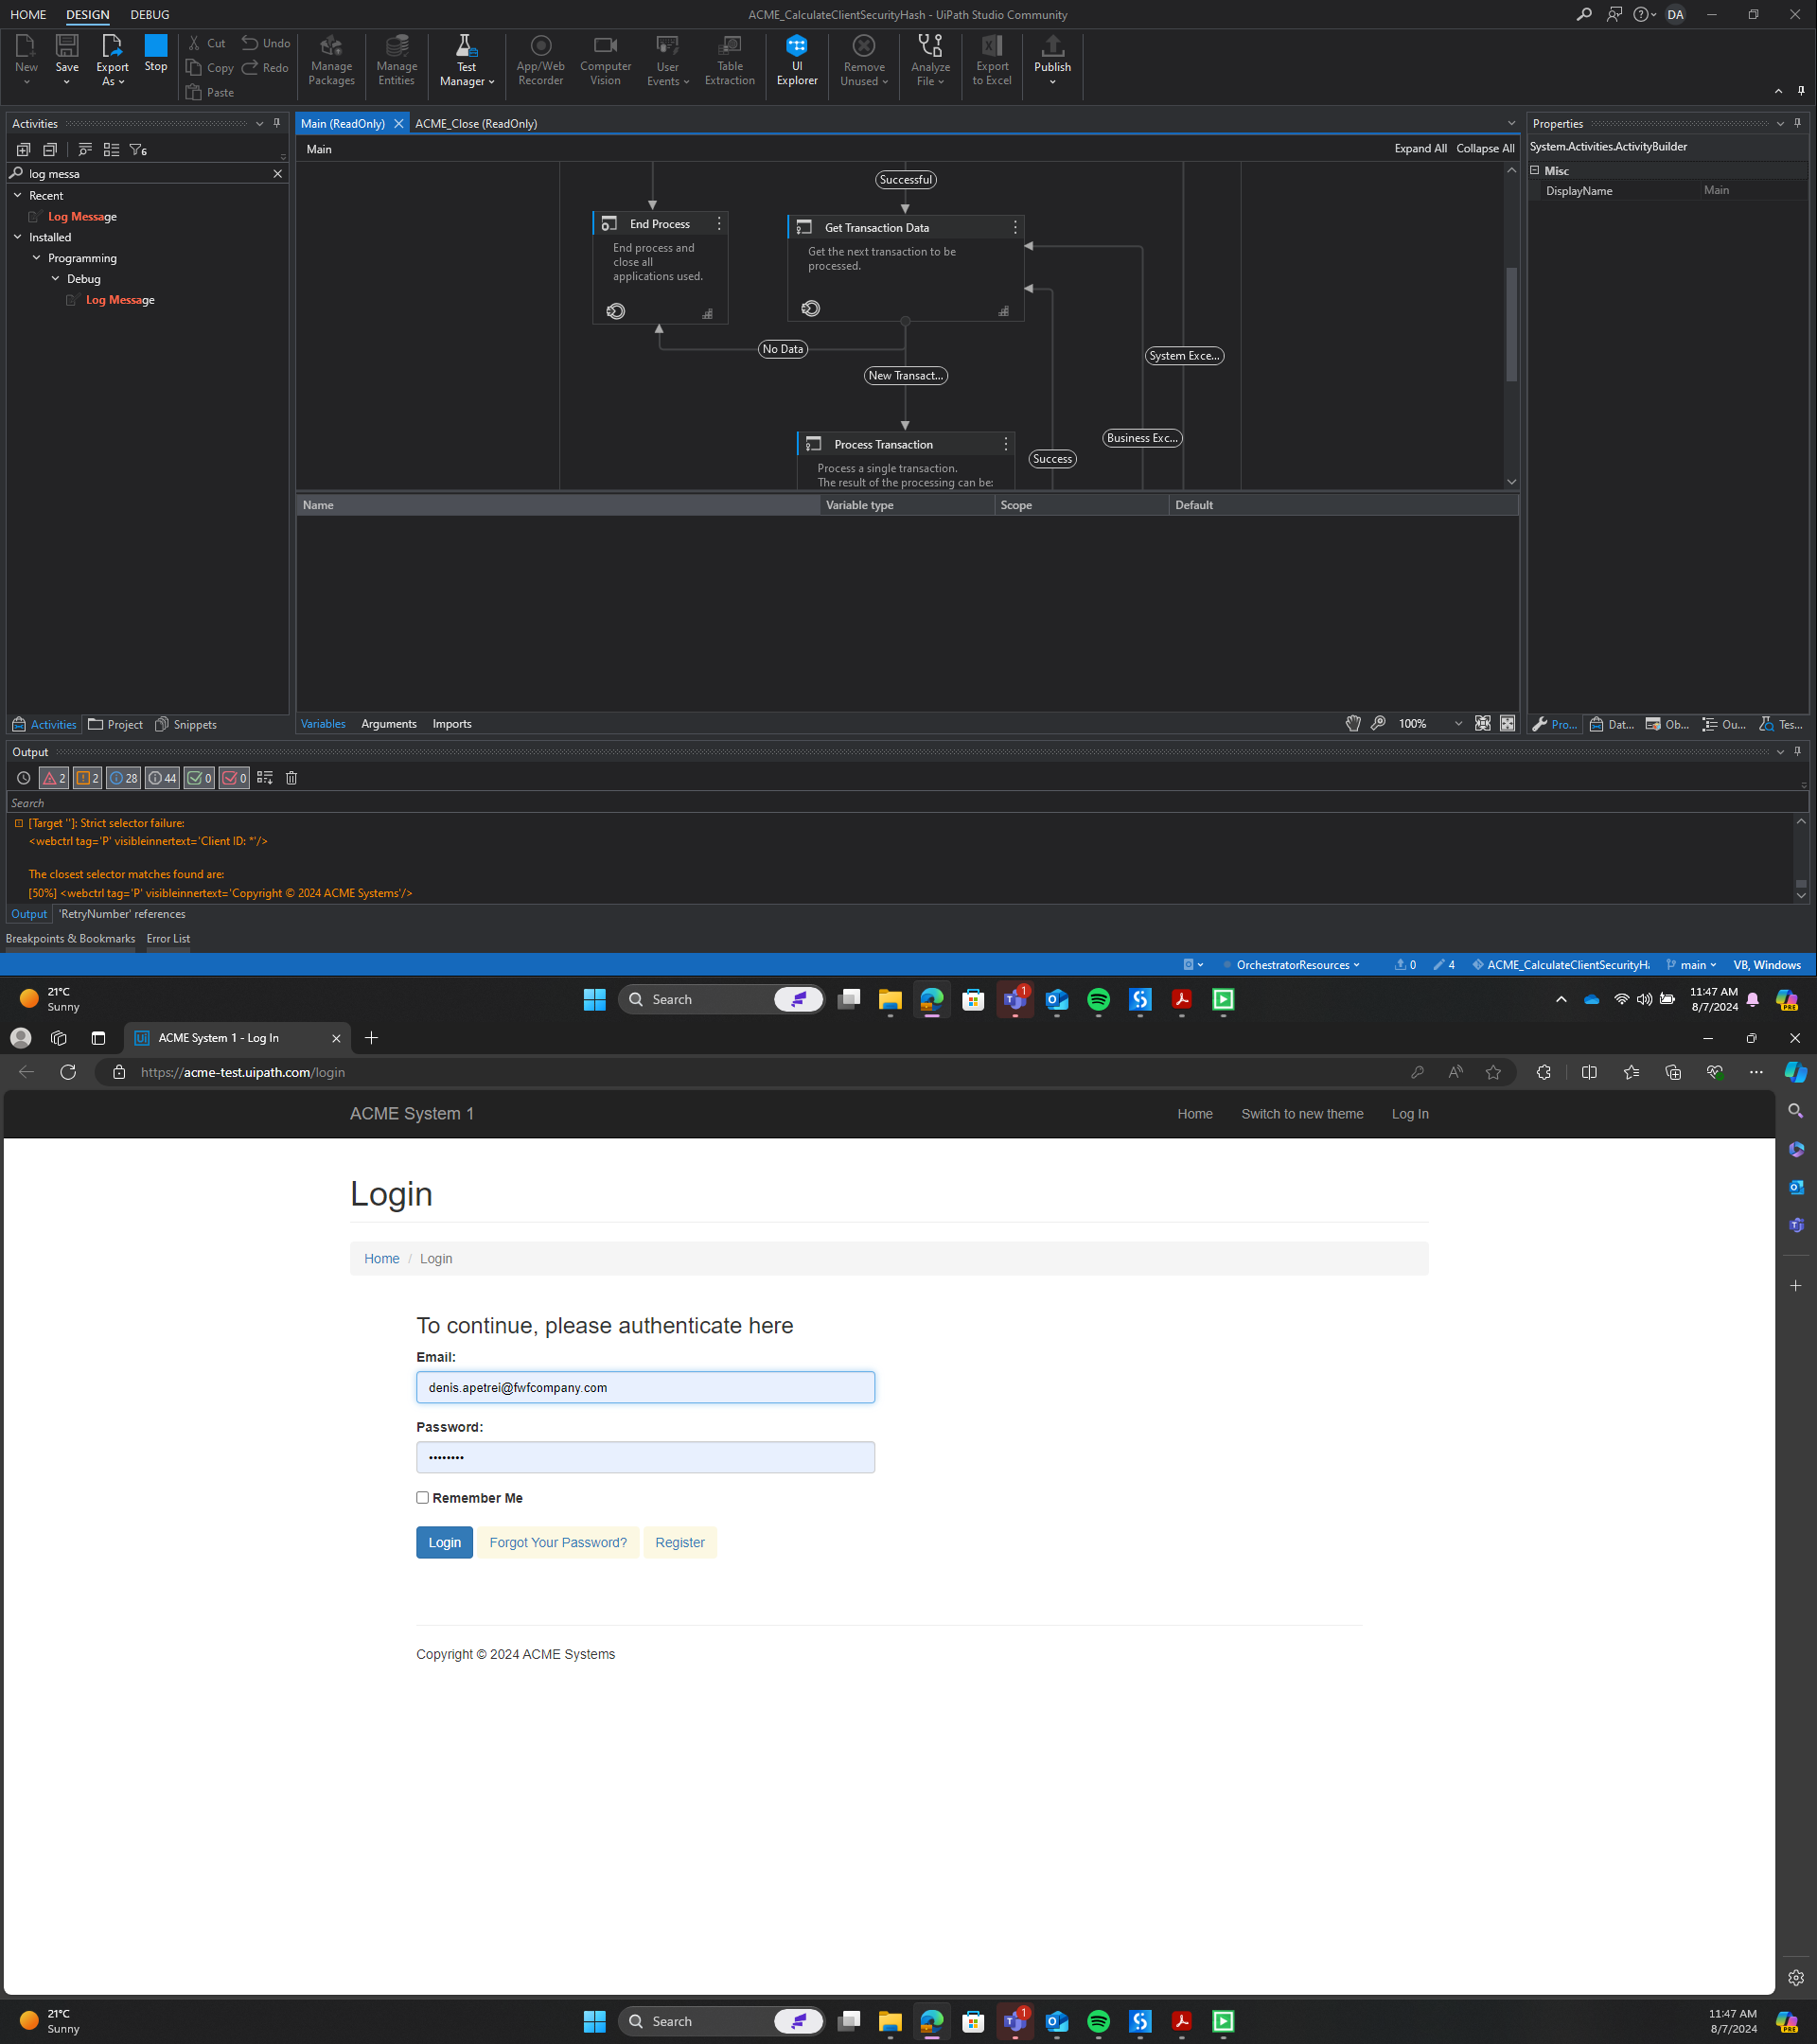 HOME DESIGN DEBUG
ACME_CalculateClientSecurityHash - UiPath Studio Community
DA
New
Save
Export As
Stop
Cut
Copy
Paste
Undo
Redo
Manage Packages
Manage Entities
Test Manager
App/Web Recorder
Computer Vision
User Events
Table Extraction
UI Explorer
Remove Unused
Analyze File
Export to Excel
Publish
Activities
6
log messa
Recent
Log Message
Installed
Programming
Debug
Log Message
Activities Project Snippets
Main (ReadOnly) ACME_Close (ReadOnly)
Main
Expand All Collapse All
Successful
End Process
End process and
close all
applications used.
Get Transaction Data
Get the next transaction to be
processed.
No Data
New Transact...
System Exce...
Business Exc...
Success
Process Transaction
Process a single transaction.
The result of the processing can be:
Name Variable type Scope Default
Variables Arguments Imports
100%
Properties
System.Activities.ActivityBuilder
Misc
DisplayName Main
Pro... Dat... Ob... Ou... Tes...
Output
2 2 28 44 0 0
Search
[Target '']: Strict selector failure:
<webctrl tag='P' visibleinnertext='Client ID: *'/>
The closest selector matches found are:
[50%] <webctrl tag='P' visibleinnertext='Copyright © 2024 ACME Systems'/>
Output 'RetryNumber' references
Breakpoints & Bookmarks Error List
OrchestratorResources 0 4 ACME_CalculateClientSecurityHa main VB, Windows
21°C
Sunny
Search
1
11:47 AM
8/7/2024
PRE
ACME System 1 - Log In
https://acme-test.uipath.com/login
ACME System 1
Home Switch to new theme Log In
Login
Home / Login
To continue, please authenticate here
Email:
denis.apetrei@fwfcompany.com
Password:
••••••••
Remember Me
Login Forgot Your Password? Register
Copyright © 2024 ACME Systems
21°C
Sunny
Search
1
11:47 AM
8/7/2024
PRE